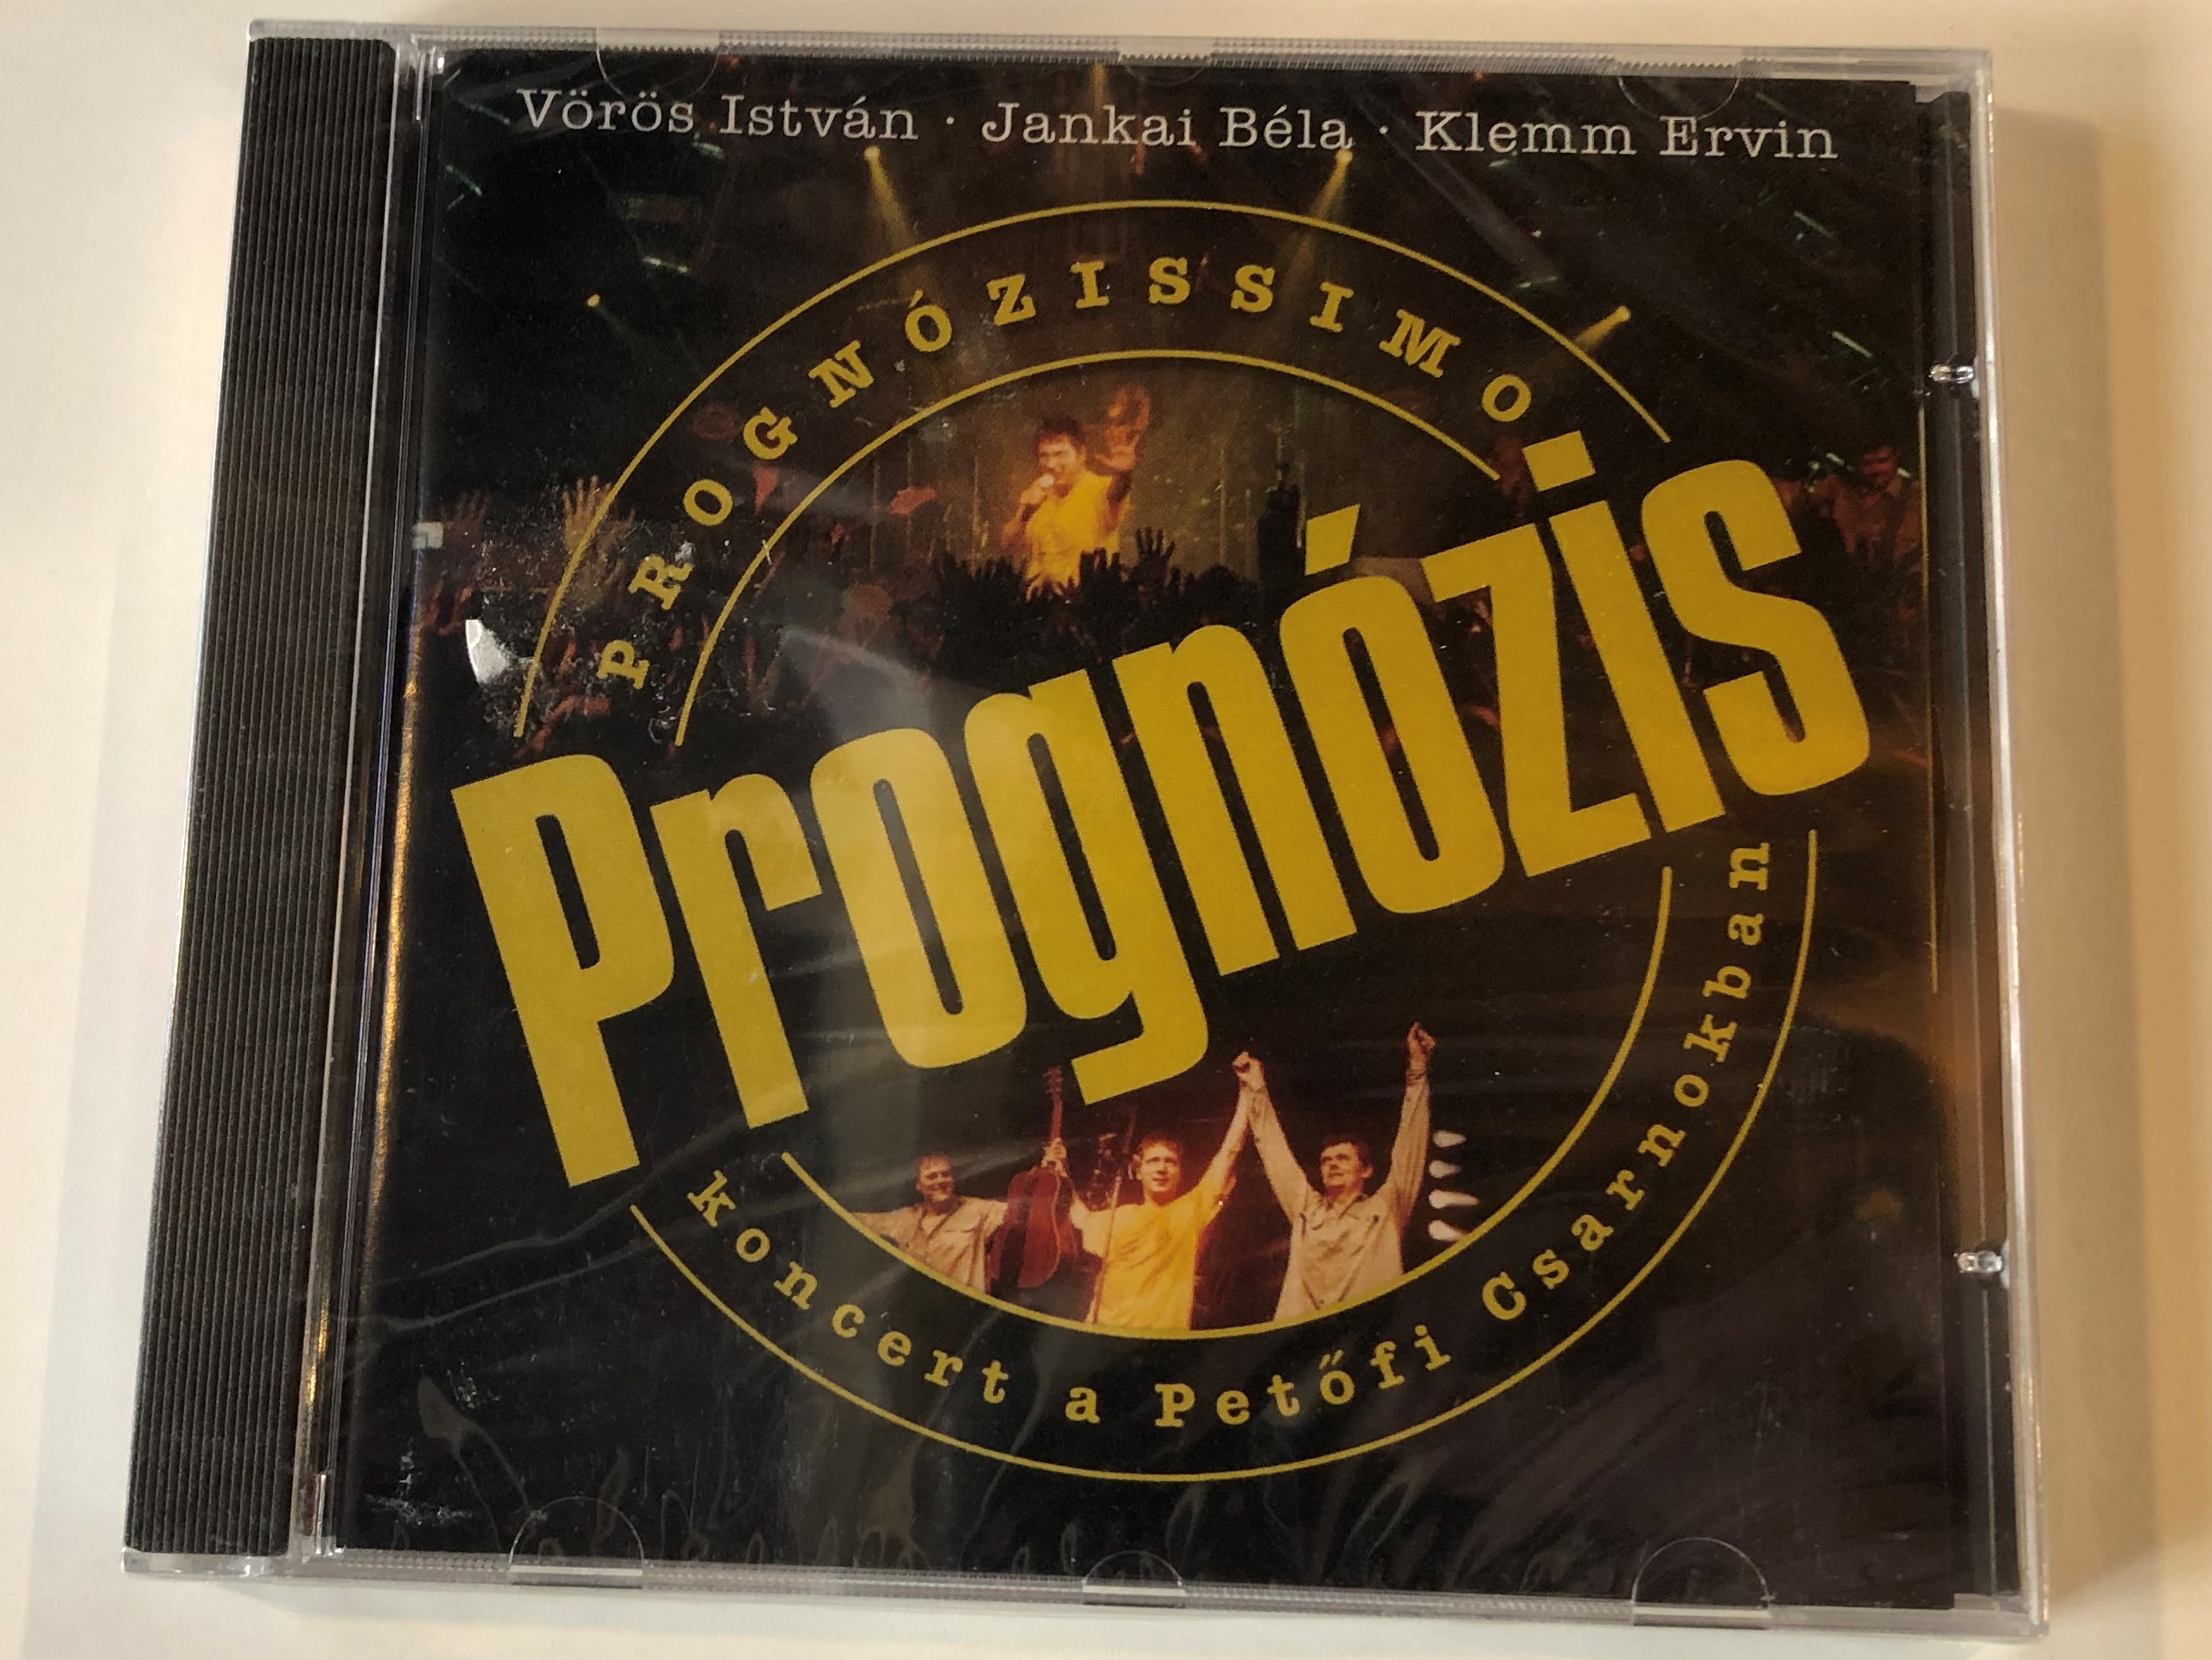 Vörös István · Jankai Béla · Klemm Ervin
PROGNÓZISSIMO
Prognózis
koncert a Petőfi Csarnokban